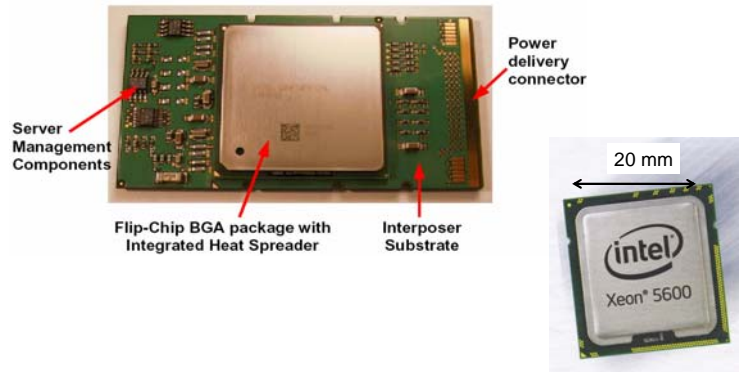 Power
delivery
connector
Server
Management
Components
Flip-Chip BGA package with
Integrated Heat Spreader
Interposer
Substrate
20 mm
intel
Xeon® 5600